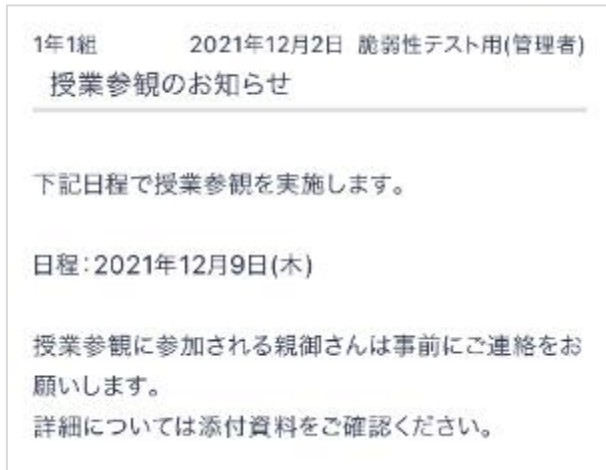 1年1組 2021年12月2日 脆弱性テスト用(管理者)
授業参観のお知らせ
下記日程で授業参観を実施します。
日程：2021年12月9日(木)
授業参観に参加される親御さんは事前にご連絡をお
願いします。
詳細については添付資料をご確認ください。